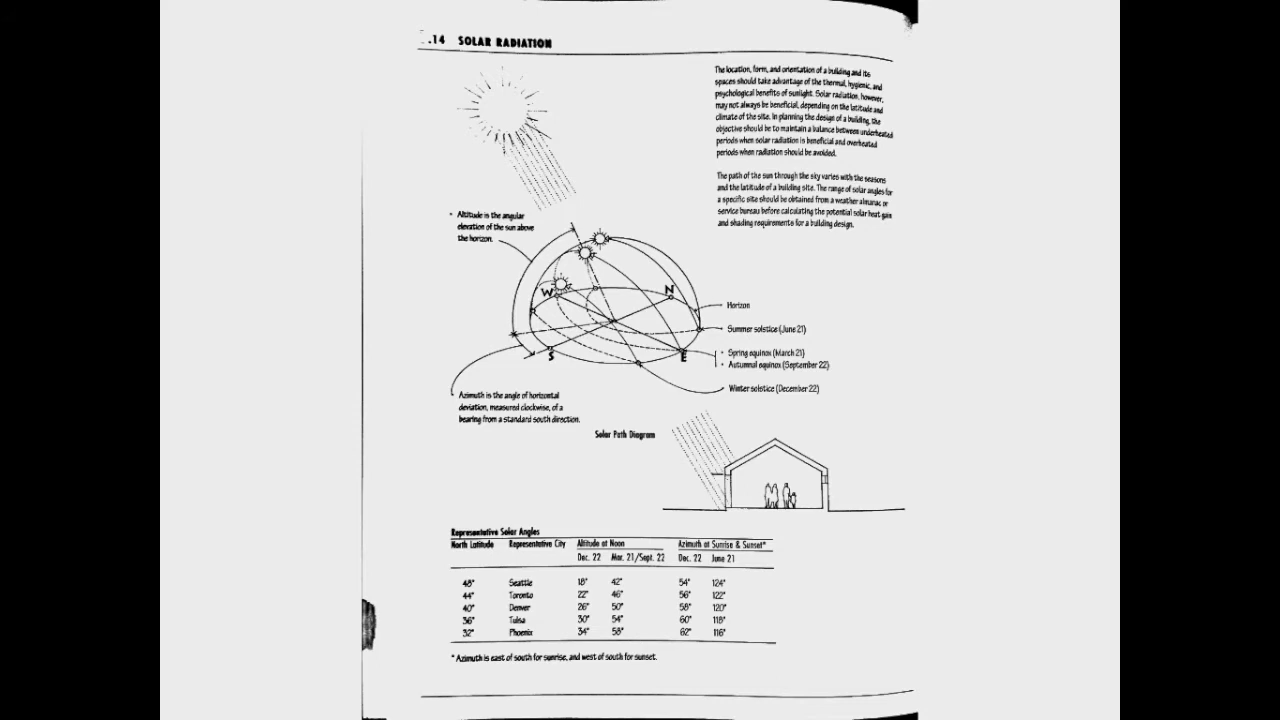 .14 SOLAR RADIATION
The location, form, and orientation of a building and its
spaces should take advantage of the thermal, hygienic, and
psychological benefits of sunlight. Solar radiation, however,
may not always be beneficial, depending on the latitude and
climate of the site. In planning the design of a building, the
objective should be to maintain a balance between underheated
periods when solar radiation is beneficial and overheated
periods when radiation should be avoided.
The path of the sun through the sky varies with the seasons
and the latitude of a building site. The range of solar angles for
a specific site should be obtained from a weather almanac or
service bureau before calculating the potential solar heat gain
and shading requirements for a building design.
• Altitude is the angular
elevation of the sun above
the horizon.
W
N
S
E
Horizon
Summer solstice (June 21)
• Spring equinox (March 21)
• Autumnal equinox (September 22)
Winter solstice (December 22)
Azimuth is the angle of horizontal
deviation, measured clockwise, of a
bearing from a standard south direction.
Solar Path Diagram
Representative Solar Angles
North Latitude Representative City Altitude at Noon Azimuth at Sunrise & Sunset*
Dec. 22 Mar. 21/Sept. 22 Dec. 22 June 21
48° Seattle 18° 42° 54° 124°
44° Toronto 22° 46° 56° 122°
40° Denver 26° 50° 58° 120°
36° Tulsa 30° 54° 60° 118°
32° Phoenix 34° 58° 62° 116°
* Azimuth is east of south for sunrise, and west of south for sunset.